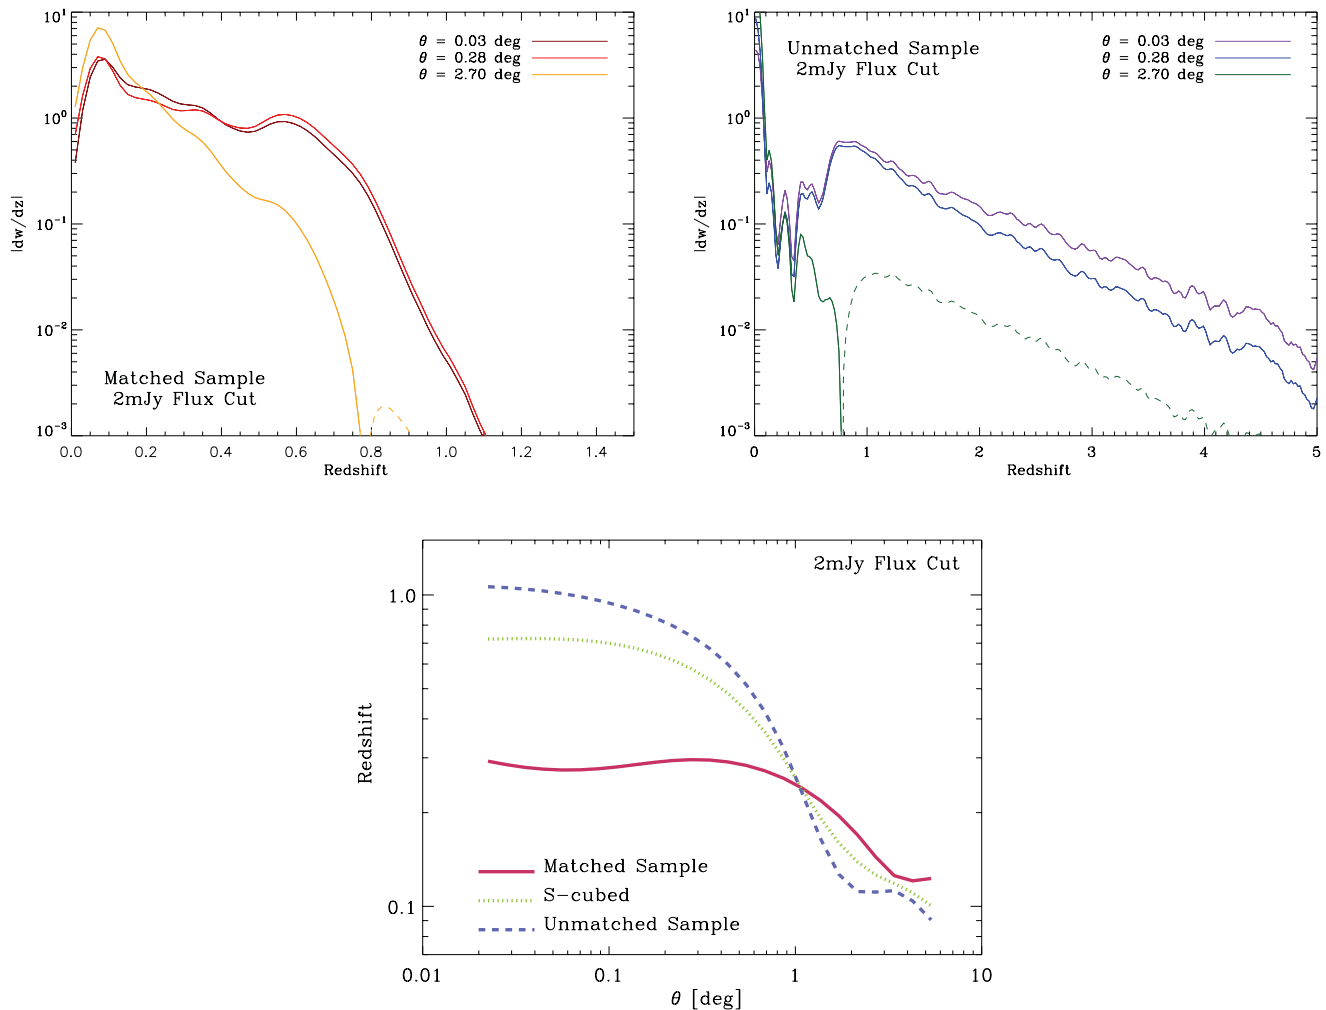 10¹
10⁰
10⁻¹
10⁻²
10⁻³
|dw/dz|
θ = 0.03 deg
θ = 0.28 deg
θ = 2.70 deg
Matched Sample
2mJy Flux Cut
0.0 0.2 0.4 0.6 0.8 1.0 1.2 1.4
Redshift
10¹
10⁰
10⁻¹
10⁻²
10⁻³
|dw/dz|
Unmatched Sample
2mJy Flux Cut
θ = 0.03 deg
θ = 0.28 deg
θ = 2.70 deg
0 1 2 3 4 5
Redshift
2mJy Flux Cut
1.0
0.1
Redshift
Matched Sample
S-cubed
Unmatched Sample
0.01 0.1 1 10
θ [deg]